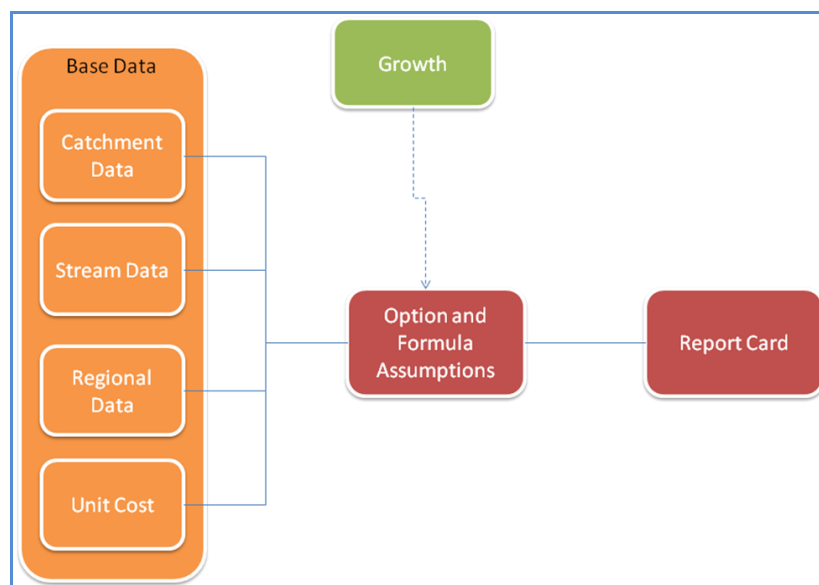 Base Data
Growth
Catchment
Data
Stream Data
Option and
Formula
Assumptions
Report Card
Regional
Data
Unit Cost